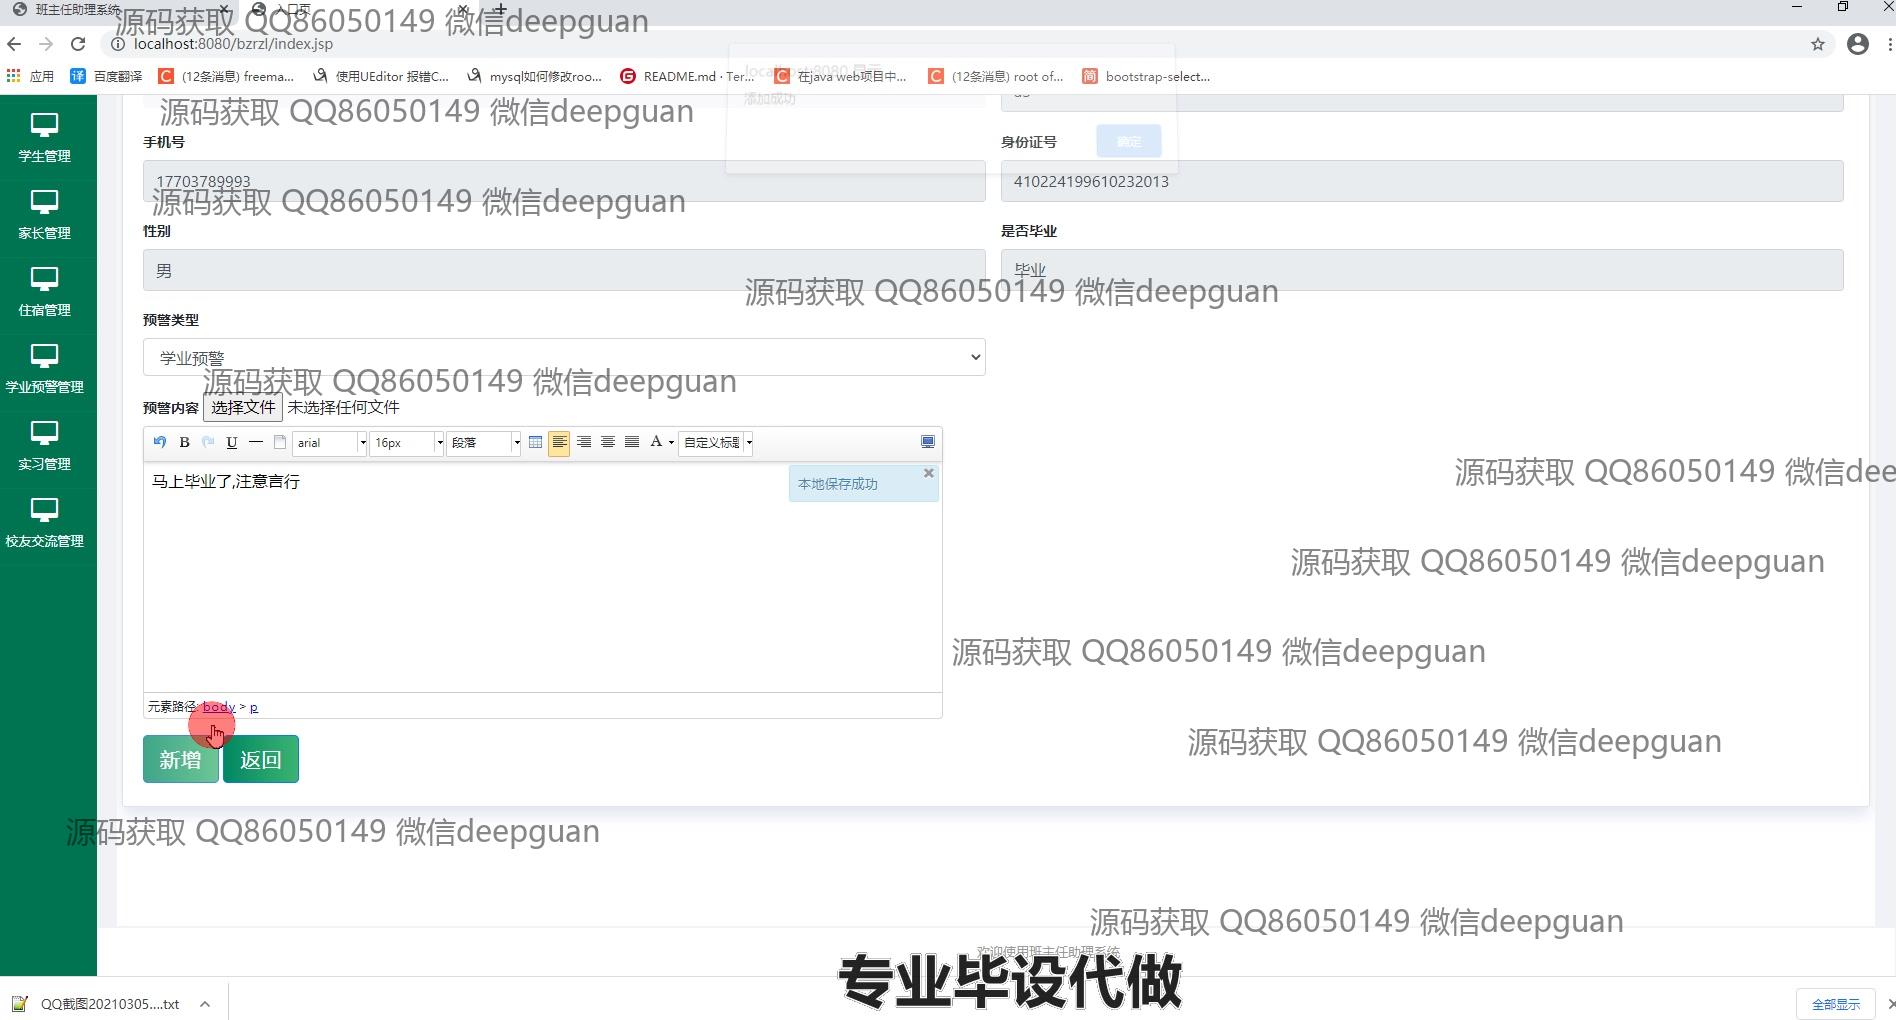 班主任助理系统
入口页
源码获取 QQ86050149 微信deepguan
localhost:8080/bzrzl/index.jsp
应用
百度翻译
(12条消息) freema...
使用UEditor 报错C...
mysql如何修改roo...
README.md · Ter...
在java web项目中...
(12条消息) root of...
bootstrap-select...
localhost:8080 显示
添加成功
确定
源码获取 QQ86050149 微信deepguan
学生管理
家长管理
住宿管理
学业预警管理
实习管理
校友交流管理
手机号
身份证号
17703789993
410224199610232013
源码获取 QQ86050149 微信deepguan
性别
是否毕业
男
毕业
源码获取 QQ86050149 微信deepguan
预警类型
学业预警
源码获取 QQ86050149 微信deepguan
预警内容 选择文件 未选择任何文件
B U arial 16px 段落 A 自定义标题
马上毕业了,注意言行
本地保存成功
源码获取 QQ86050149 微信dee
源码获取 QQ86050149 微信deepguan
源码获取 QQ86050149 微信deepguan
元素路径: body > p
新增 返回
源码获取 QQ86050149 微信deepguan
源码获取 QQ86050149 微信deepguan
源码获取 QQ86050149 微信deepguan
欢迎使用班主任助理系统
专业毕设代做
QQ截图20210305....txt
全部显示